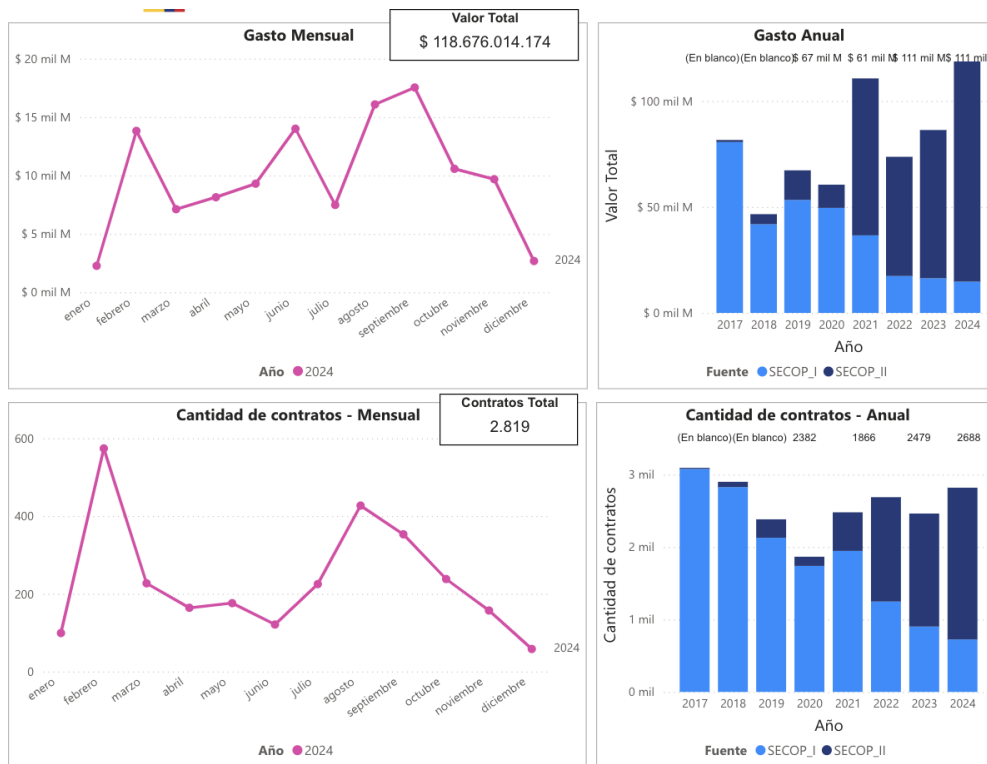 Gasto Mensual
Valor Total
$ 118.676.014.174
$ 20 mil M
$ 15 mil M
$ 10 mil M
$ 5 mil M
$ 0 mil M
2024
enero febrero marzo abril mayo junio julio agosto septiembre octubre noviembre diciembre
Año 2024
Gasto Anual
(En blanco) (En blanco) $ 67 mil M $ 61 mil M $ 111 mil M $ 111 mil
$ 100 mil M
$ 50 mil M
$ 0 mil M
Valor Total
2017 2018 2019 2020 2021 2022 2023 2024
Año
Fuente SECOP_I SECOP_II
Cantidad de contratos - Mensual
Contratos Total
2.819
600
400
200
0
2024
enero febrero marzo abril mayo junio julio agosto septiembre octubre noviembre diciembre
Año 2024
Cantidad de contratos - Anual
(En blanco) (En blanco) 2382 1866 2479 2688
3 mil
2 mil
1 mil
0 mil
Cantidad de contratos
2017 2018 2019 2020 2021 2022 2023 2024
Año
Fuente SECOP_I SECOP_II